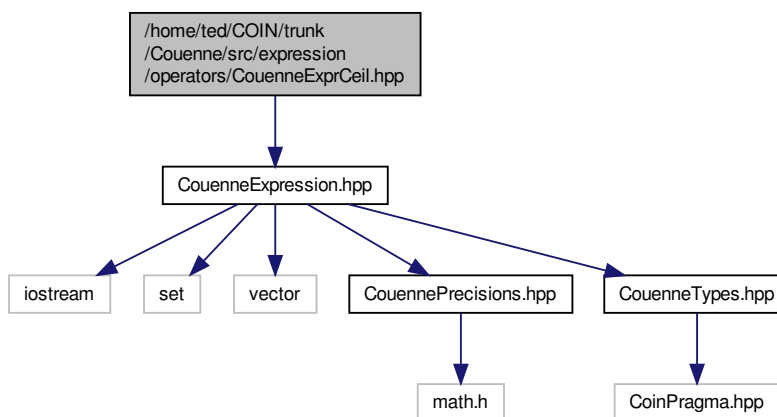 /home/ted/COIN/trunk
/Couenne/src/expression
/operators/CouenneExprCeil.hpp
CouenneExpression.hpp
iostream
set
vector
CouennePrecisions.hpp
CouenneTypes.hpp
math.h
CoinPragma.hpp